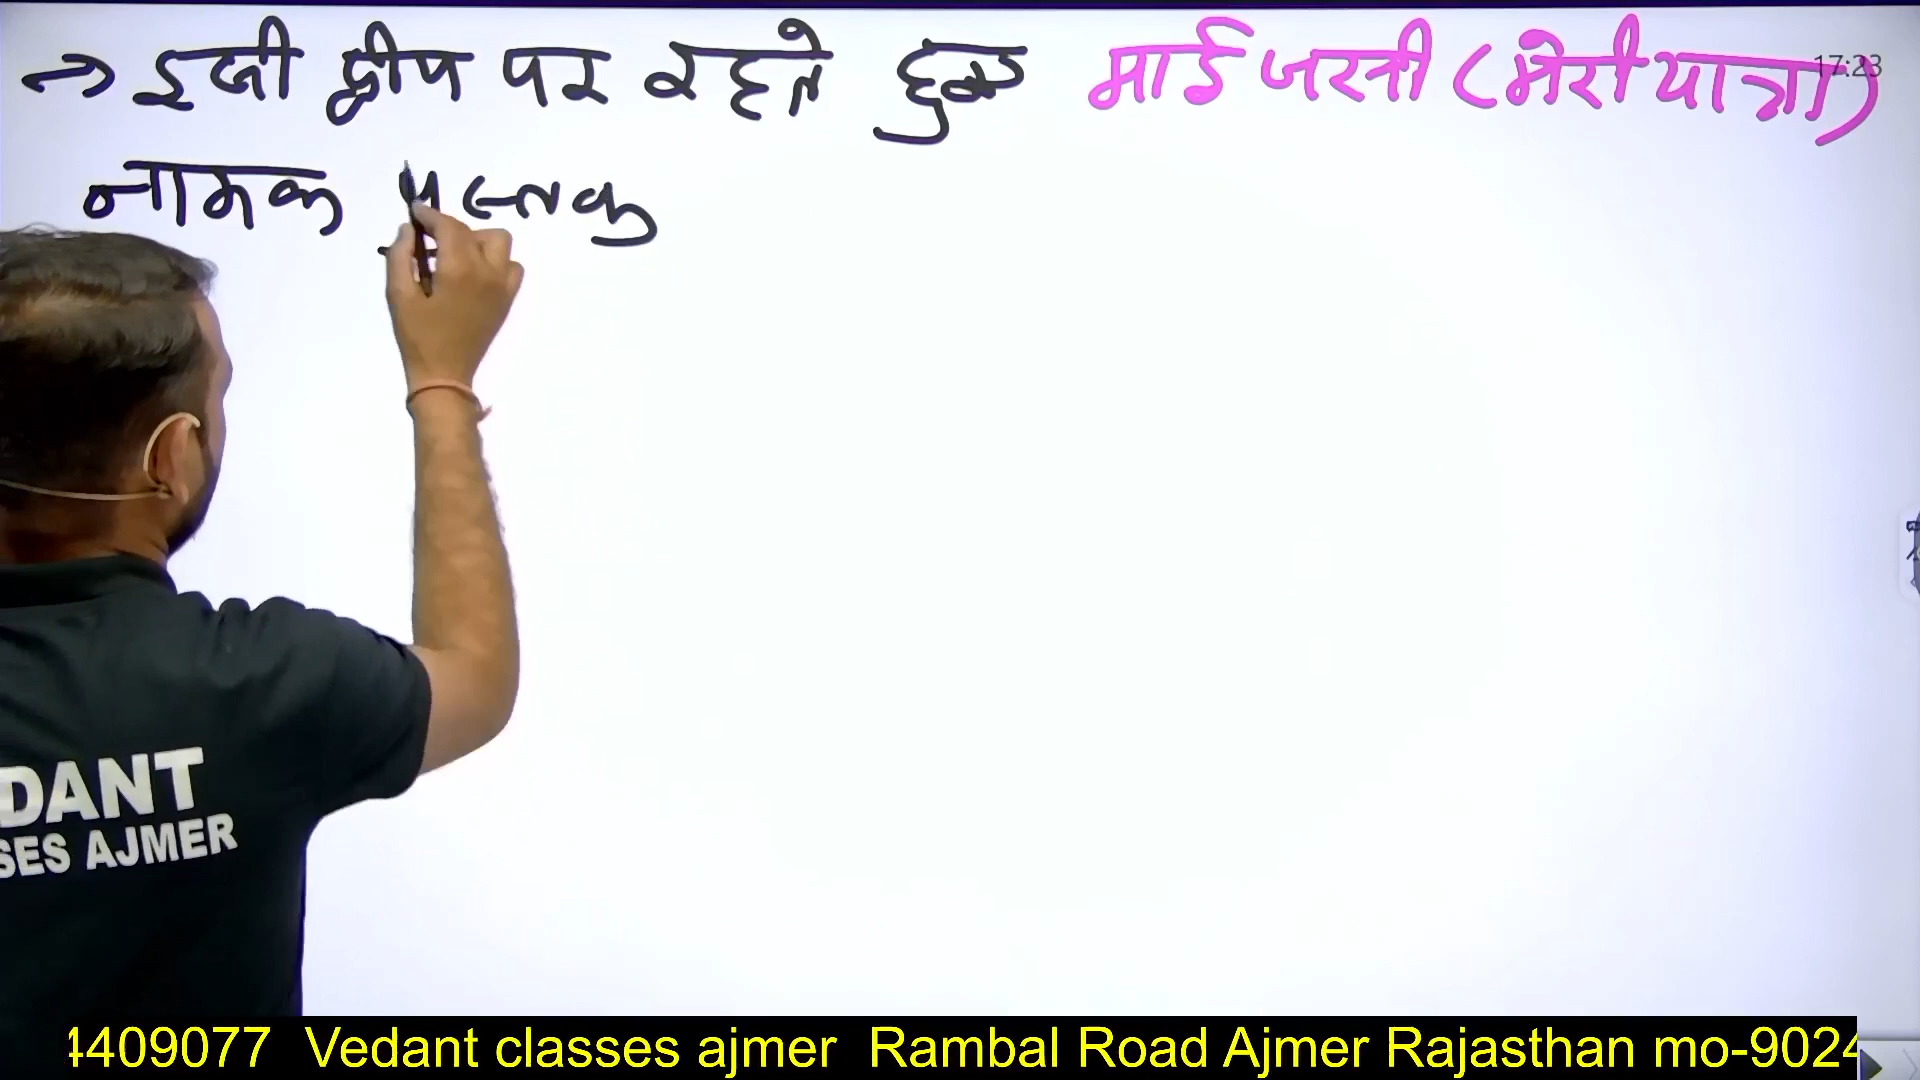 → इसी द्वीप पर रहते हुए माई जरनी (मेरी यात्रा)
17:23
नामक पुस्तक
DANT
SES AJMER
4409077 Vedant classes ajmer Rambal Road Ajmer Rajasthan mo-9024